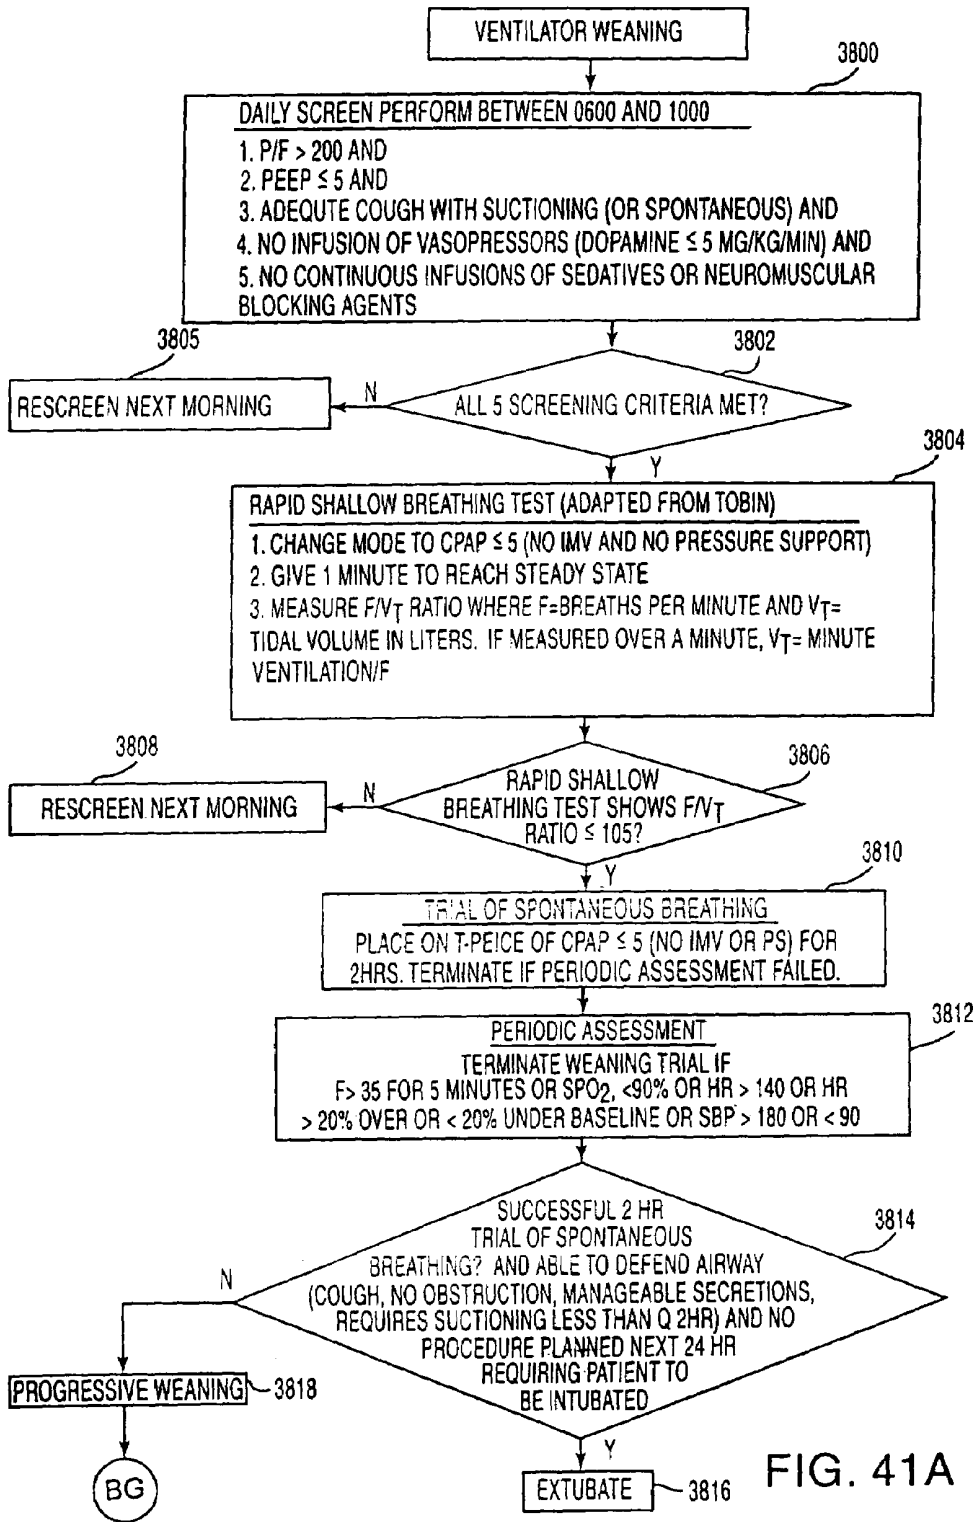 VENTILATOR WEANING
3800
DAILY SCREEN PERFORM BETWEEN 0600 AND 1000
1. P/F > 200 AND
2. PEEP ≤ 5 AND
3. ADEQUTE COUGH WITH SUCTIONING (OR SPONTANEOUS) AND
4. NO INFUSION OF VASOPRESSORS (DOPAMINE ≤ 5 MG/KG/MIN) AND
5. NO CONTINUOUS INFUSIONS OF SEDATIVES OR NEUROMUSCULAR
BLOCKING AGENTS
3802
ALL 5 SCREENING CRITERIA MET?
N
3805
RESCREEN NEXT MORNING
Y
3804
RAPID SHALLOW BREATHING TEST (ADAPTED FROM TOBIN)
1. CHANGE MODE TO CPAP ≤ 5 (NO IMV AND NO PRESSURE SUPPORT)
2. GIVE 1 MINUTE TO REACH STEADY STATE
3. MEASURE F/VT RATIO WHERE F=BREATHS PER MINUTE AND VT=
TIDAL VOLUME IN LITERS. IF MEASURED OVER A MINUTE, VT= MINUTE
VENTILATION/F
3806
RAPID SHALLOW
BREATHING TEST SHOWS F/VT
RATIO ≤ 105?
N
3808
RESCREEN NEXT MORNING
Y
3810
TRIAL OF SPONTANEOUS BREATHING
PLACE ON T-PEICE OF CPAP ≤ 5 (NO IMV OR PS) FOR
2HRS. TERMINATE IF PERIODIC ASSESSMENT FAILED.
3812
PERIODIC ASSESSMENT
TERMINATE WEANING TRIAL IF
F> 35 FOR 5 MINUTES OR SPO2, <90% OR HR > 140 OR HR
> 20% OVER OR < 20% UNDER BASELINE OR SBP > 180 OR < 90
3814
SUCCESSFUL 2 HR
TRIAL OF SPONTANEOUS
BREATHING? AND ABLE TO DEFEND AIRWAY
(COUGH, NO OBSTRUCTION, MANAGEABLE SECRETIONS,
REQUIRES SUCTIONING LESS THAN Q 2HR) AND NO
PROCEDURE PLANNED NEXT 24 HR
REQUIRING PATIENT TO
BE INTUBATED
N
PROGRESSIVE WEANING
3818
BG
Y
EXTUBATE
3816
FIG. 41A